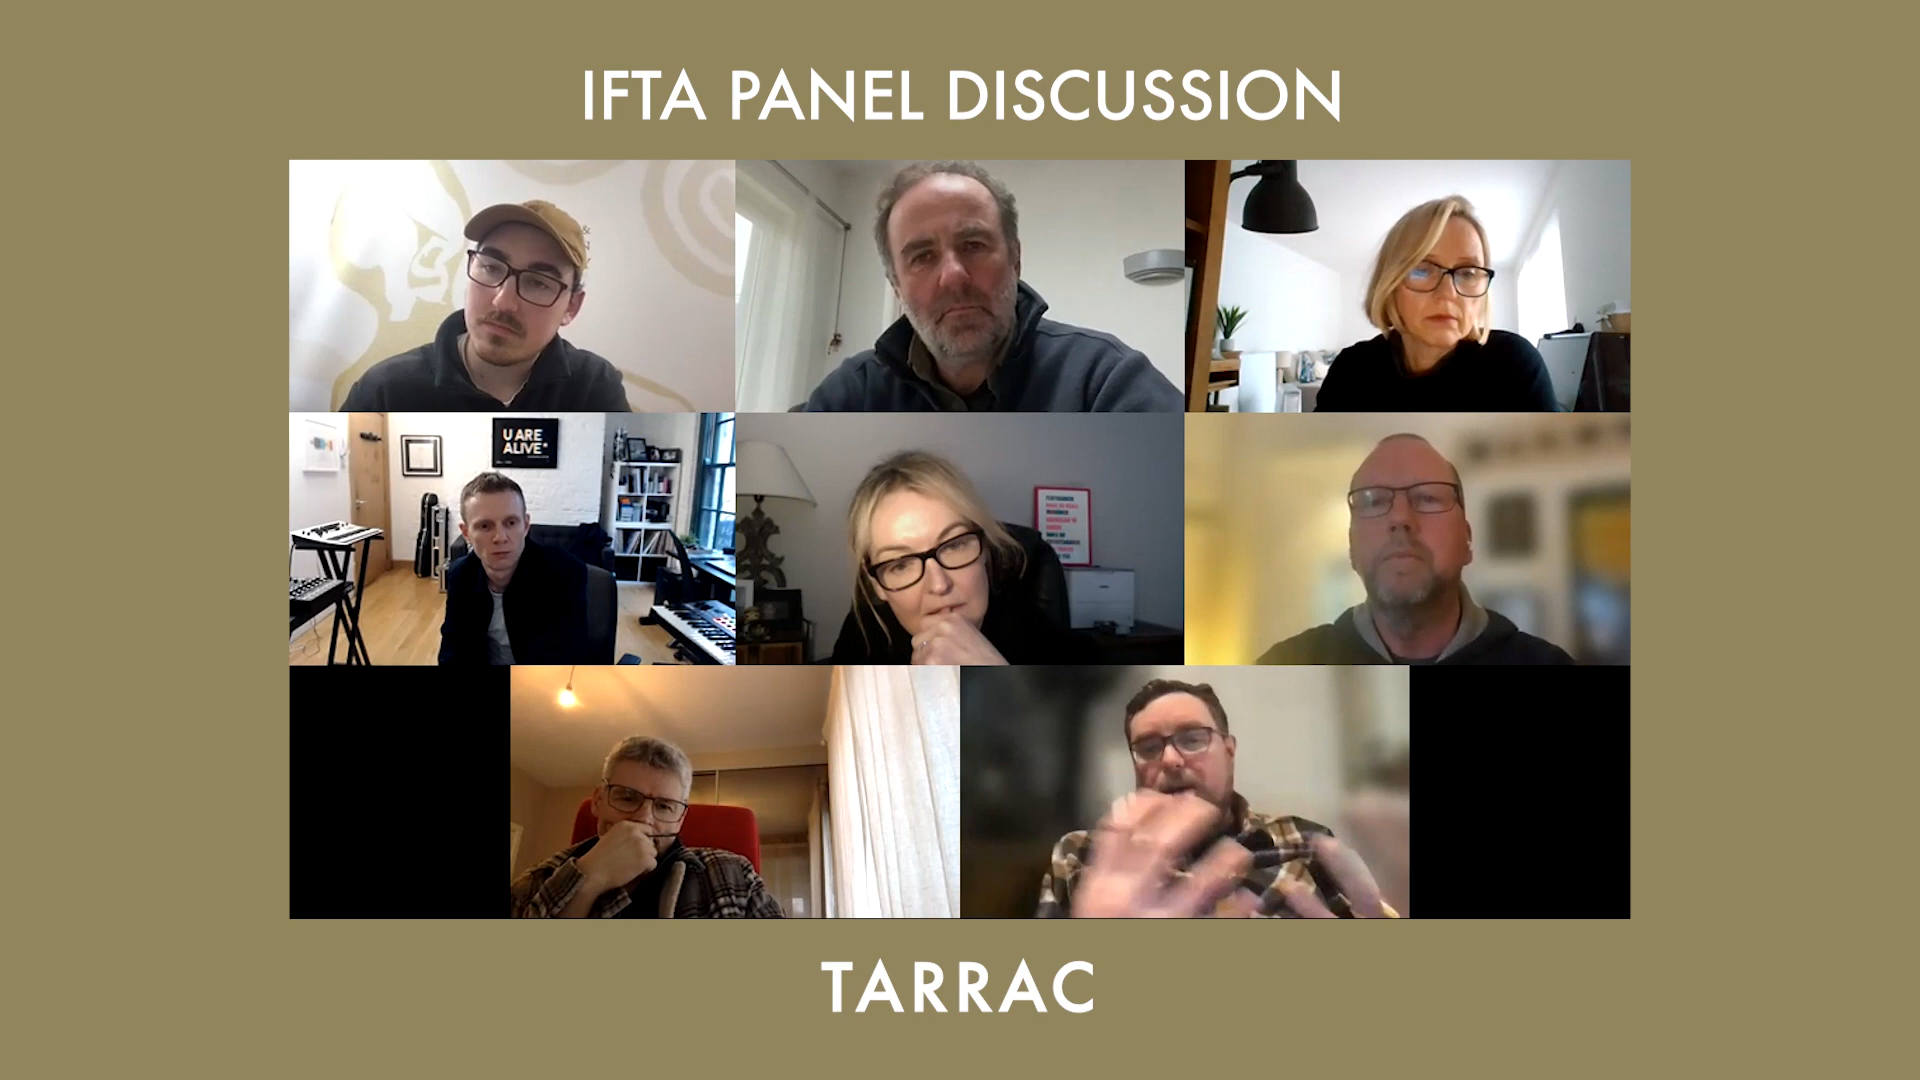 IFTA PANEL DISCUSSION
&
U ARE
ALIVE*
TARRAC